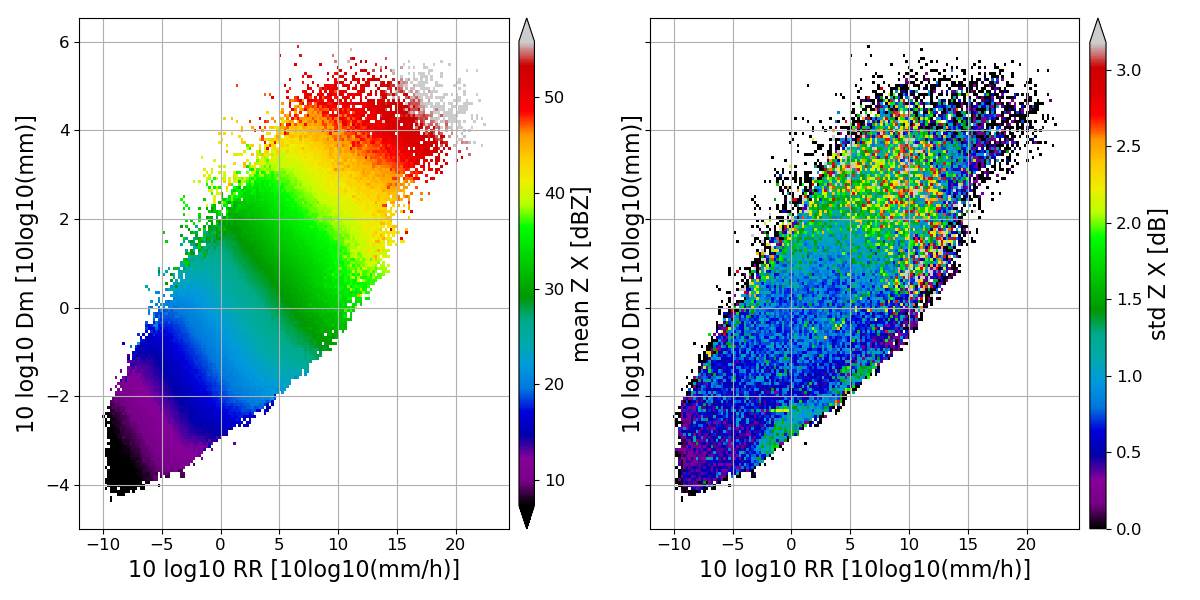 6
4
2
0
−2
−4
10 log10 Dm [10log10(mm)]
−10 −5 0 5 10 15 20
10 log10 RR [10log10(mm/h)]
50
40
30
20
10
mean Z X [dBZ]
10 log10 Dm [10log10(mm)]
−10 −5 0 5 10 15 20
10 log10 RR [10log10(mm/h)]
3.0
2.5
2.0
1.5
1.0
0.5
0.0
std Z X [dB]